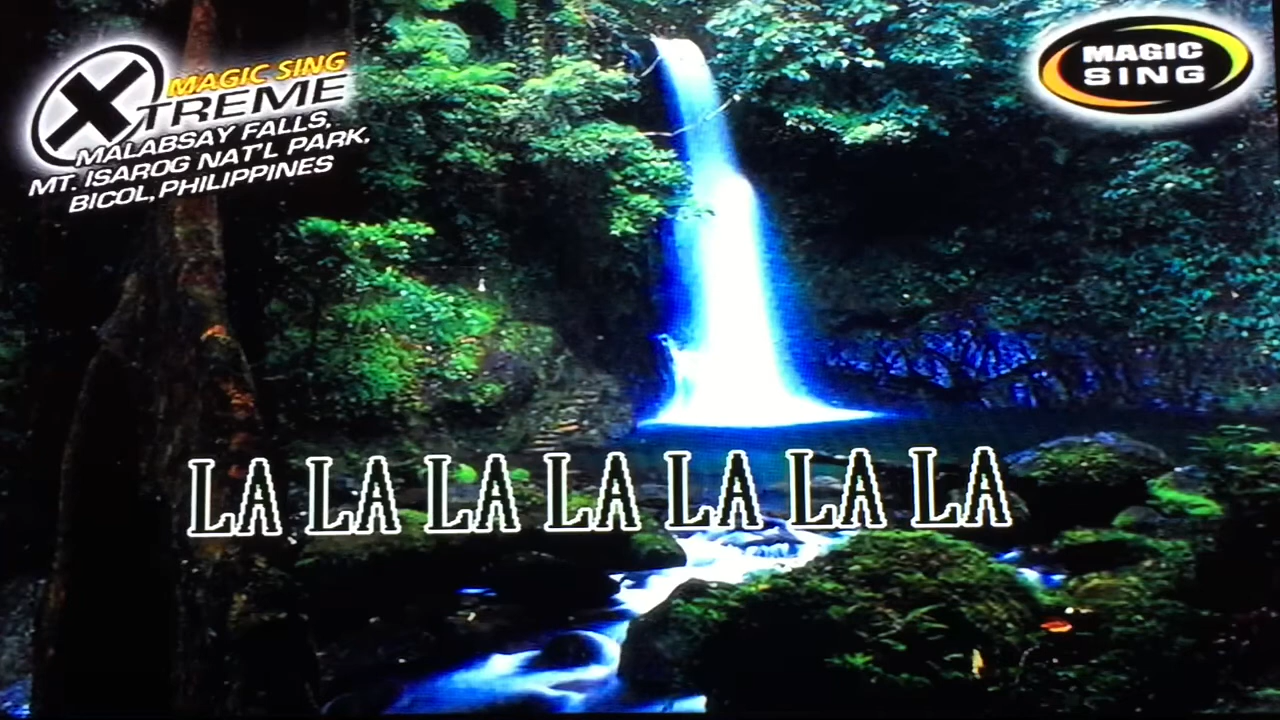 MAGIC SING
XTREME
MALABSAY FALLS,
MT. ISAROG NAT'L PARK,
BICOL, PHILIPPINES
MAGIC
SING
LA LA LA LA LA LA LA